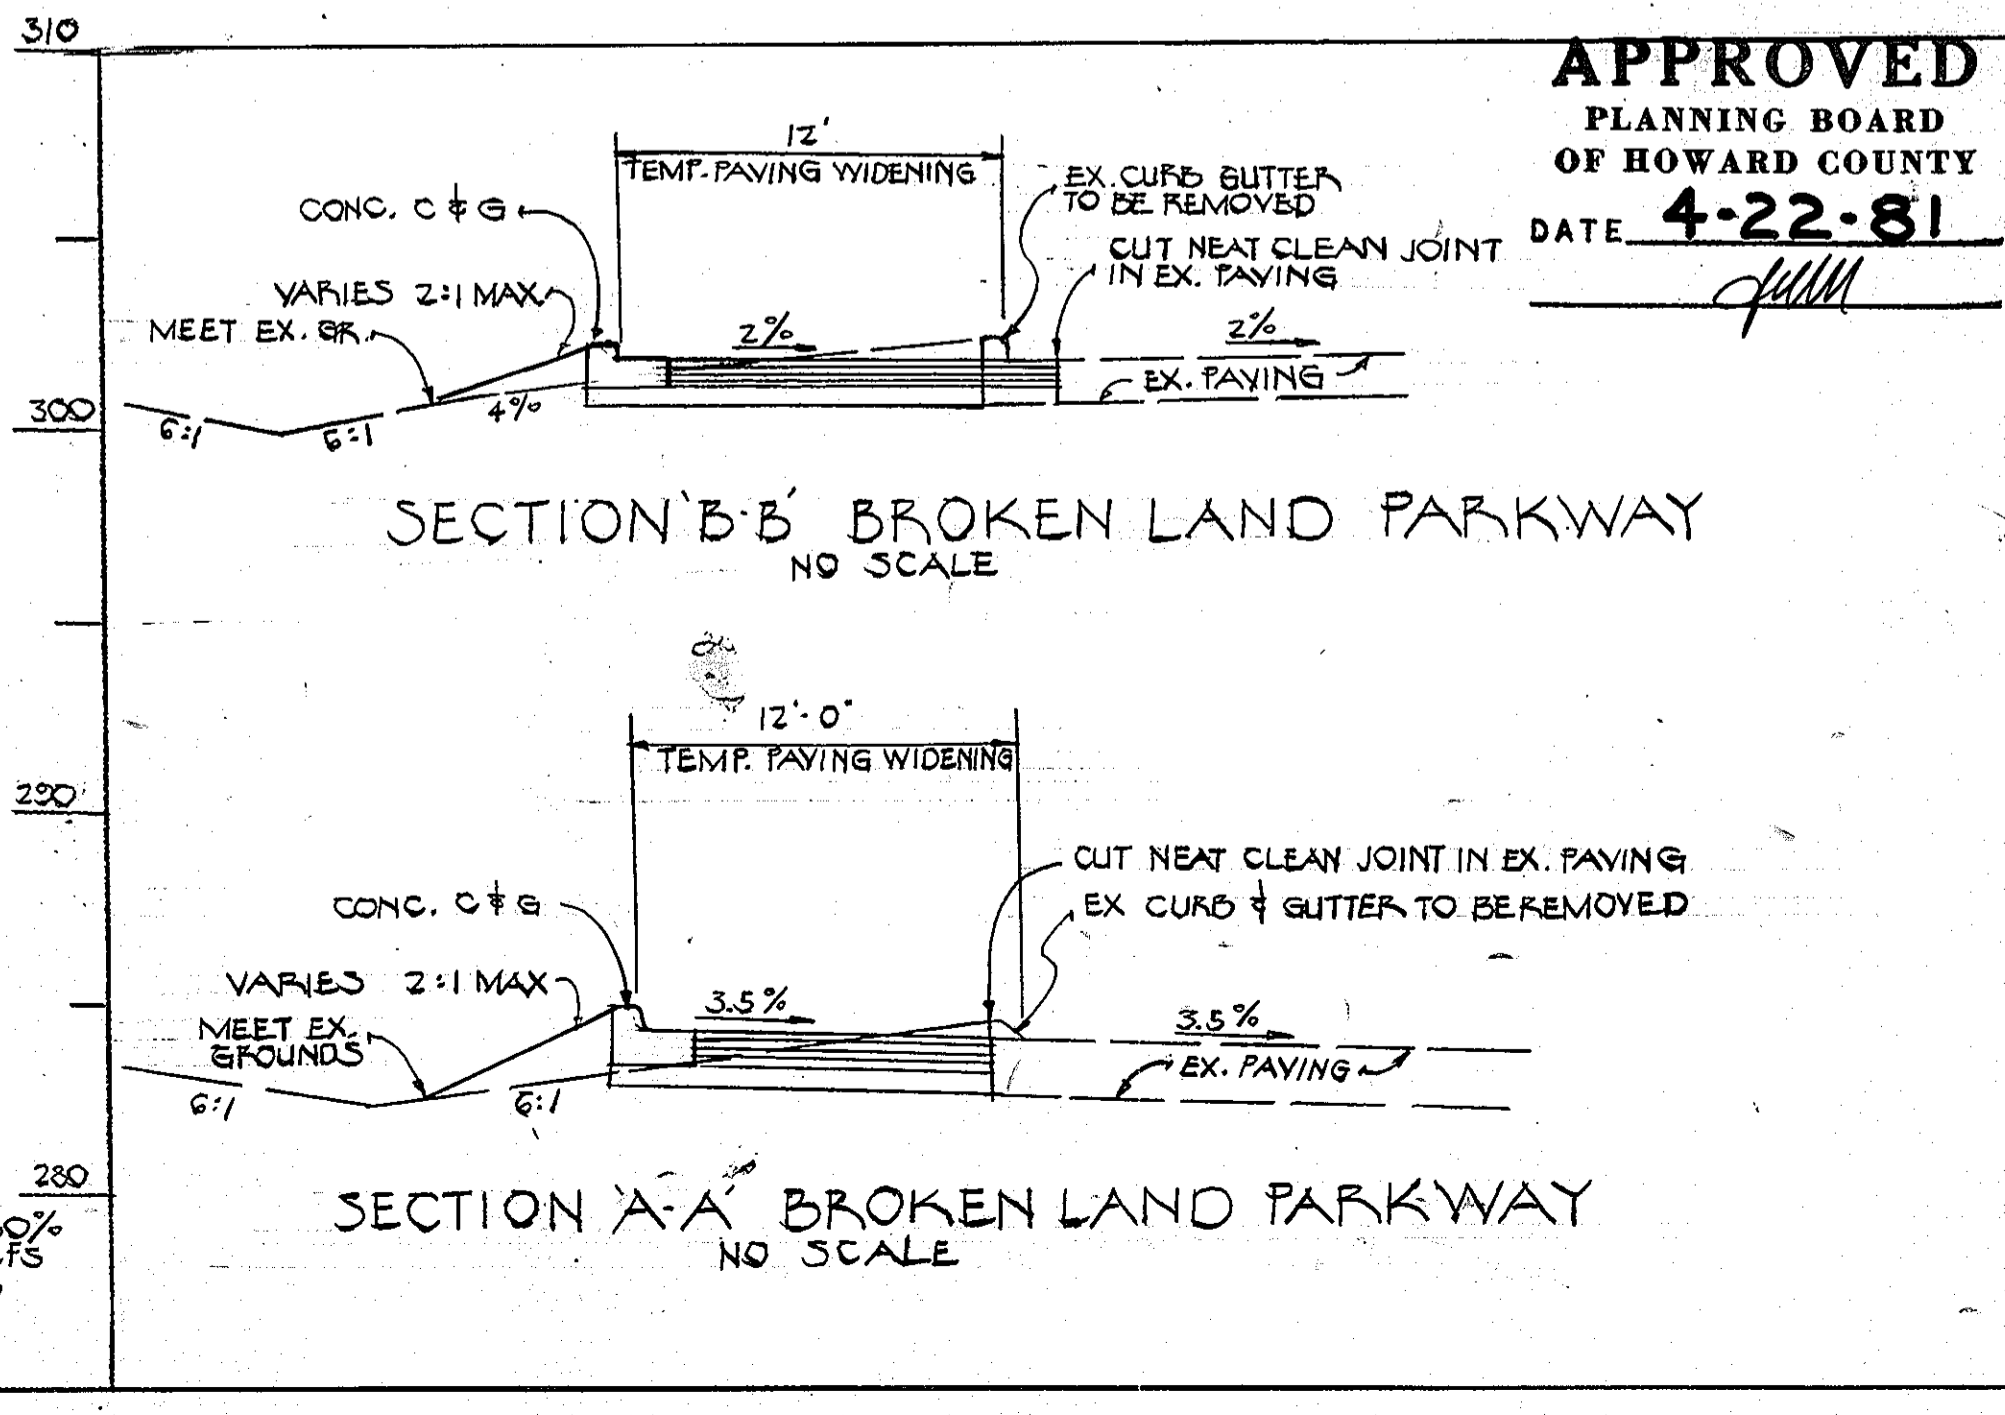 310
APPROVED
PLANNING BOARD
OF HOWARD COUNTY
DATE 4-22-81
12'
TEMP. PAVING WIDENING
EX. CURB GUTTER
TO BE REMOVED
CONC. C & G
CUT NEAT CLEAN JOINT
IN EX. PAVING
VARIES 2:1 MAX.
MEET EX. GR.
2%
2%
EX. PAVING
300
6:1
6:1
4%
SECTION 'B-B' BROKEN LAND PARKWAY
NO SCALE
12'-0"
TEMP. PAVING WIDENING
290
CUT NEAT CLEAN JOINT IN EX. PAVING
CONC. C & G
EX CURB & GUTTER TO BE REMOVED
VARIES 2:1 MAX
MEET EX.
GROUNDS
3.5%
3.5%
EX. PAVING
6:1
6:1
280
SECTION 'A-A' BROKEN LAND PARKWAY
NO SCALE
0%
FS